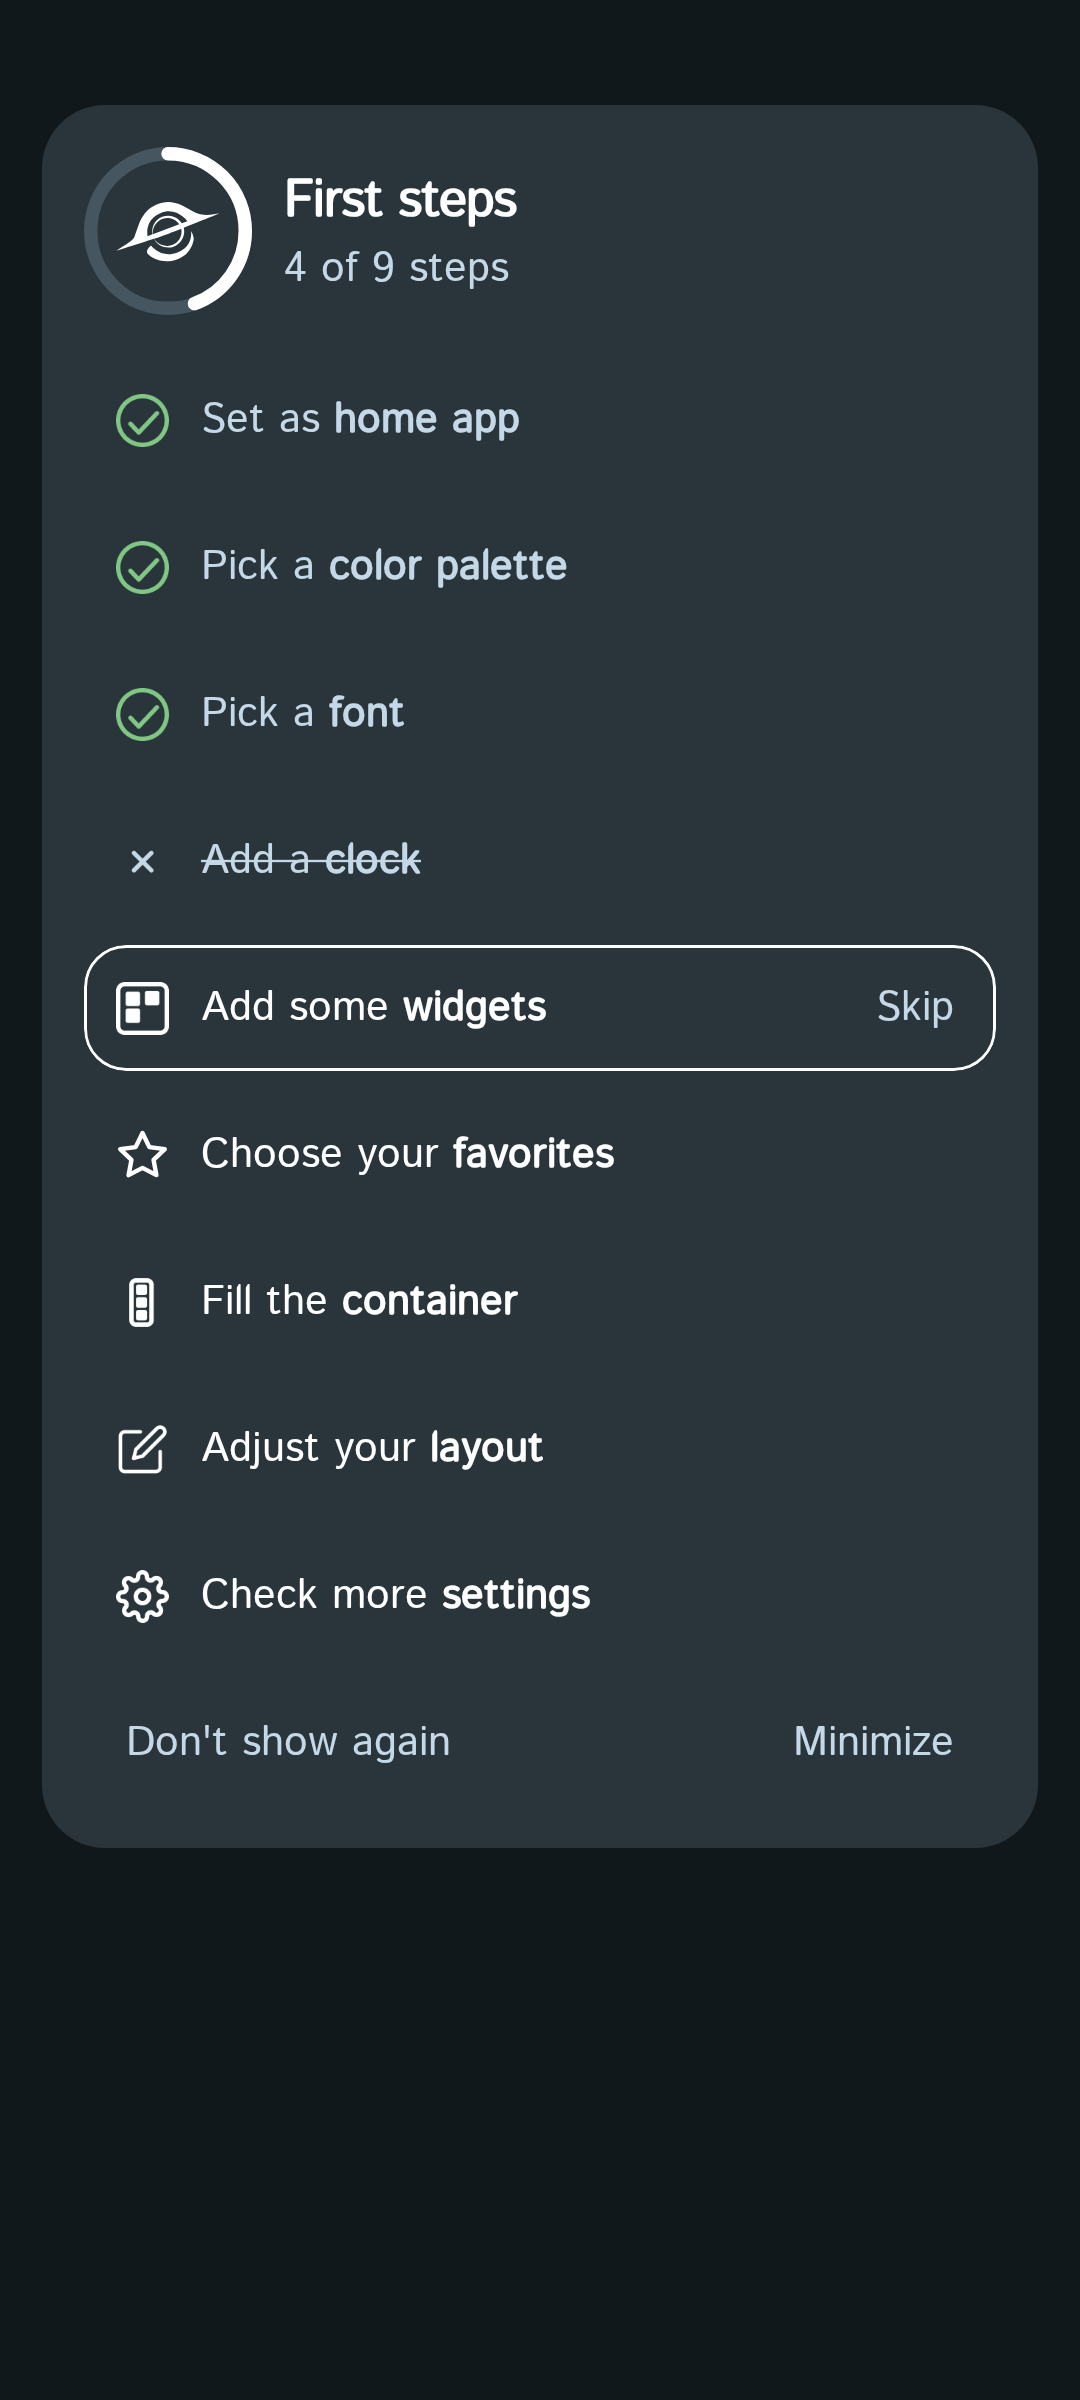 First steps
4 of 9 steps
Set as home app
Pick a color palette
Pick a font
Add a clock
Add some widgets
Skip
Choose your favorites
Fill the container
Adjust your layout
Check more settings
Don't show again
Minimize